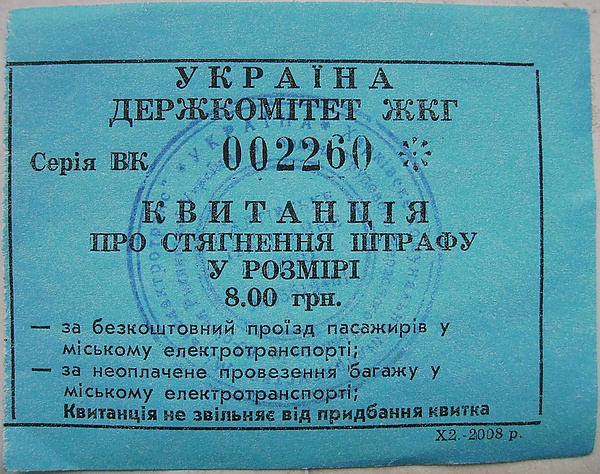 УКРАЇНА
ДЕРЖКОМІТЕТ ЖКГ
Серія ВК 002260
КВИТАНЦІЯ
ПРО СТЯГНЕННЯ ШТРАФУ
У РОЗМІРІ
8.00 грн.
— за безкоштовний проїзд пасажирів у
міському електротранспорті;
— за неоплачене провезення багажу у
міському електротранспорті;
Квитанція не звільняє від придбання квитка
Х2.-2008 р.
* УКРАЇНА *